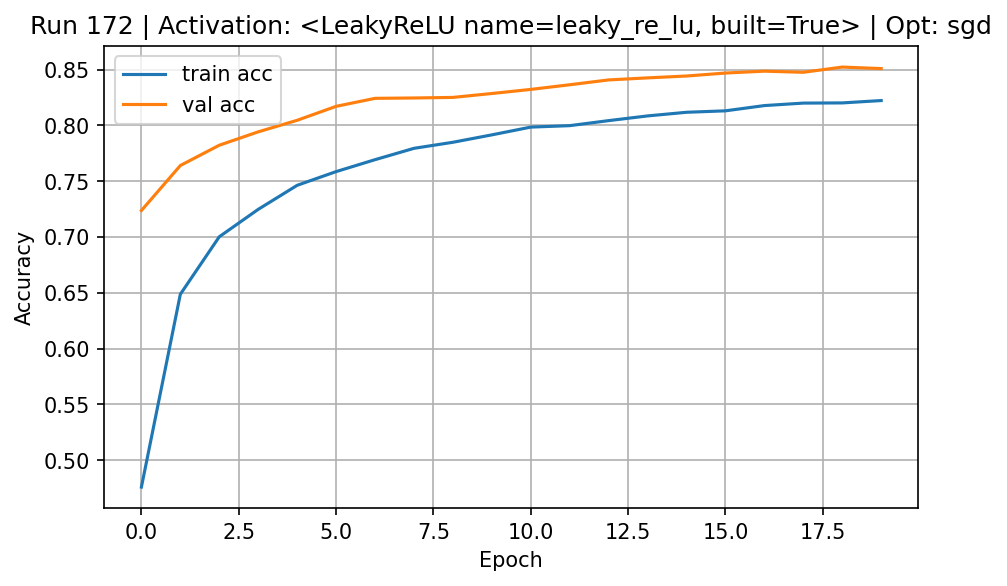 Run 172 | Activation: <LeakyReLU name=leaky_re_lu, built=True> | Opt: sgd
train acc
val acc
0.85
0.80
0.75
0.70
0.65
0.60
0.55
0.50
Accuracy
0.0 2.5 5.0 7.5 10.0 12.5 15.0 17.5
Epoch